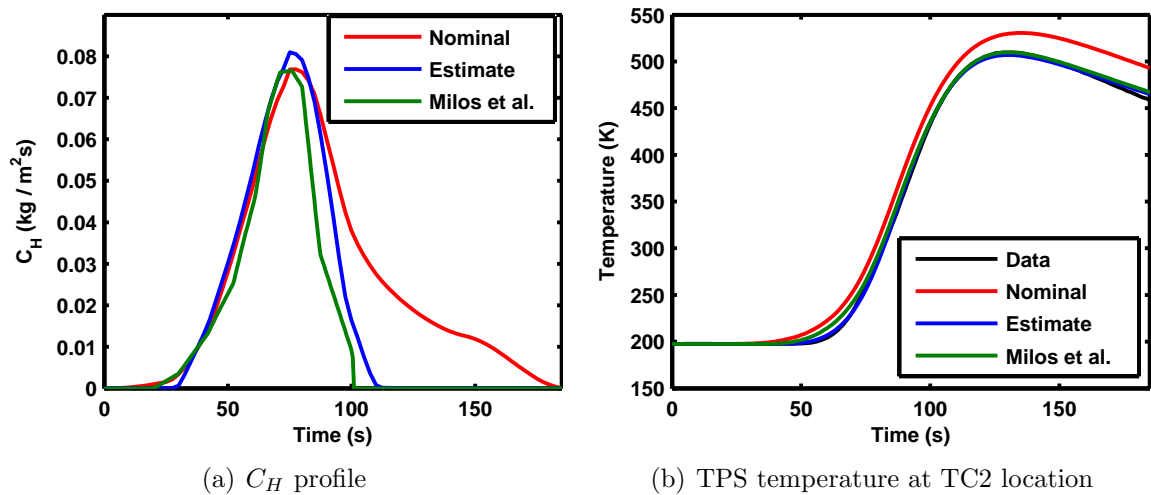 Nominal
Estimate
Milos et al.
C_H (kg / m²s)
0.08
0.07
0.06
0.05
0.04
0.03
0.02
0.01
0
0 50 100 150
Time (s)
(a) C_H profile
Temperature (K)
550
500
450
400
350
300
250
200
150
Data
Nominal
Estimate
Milos et al.
0 50 100 150
Time (s)
(b) TPS temperature at TC2 location